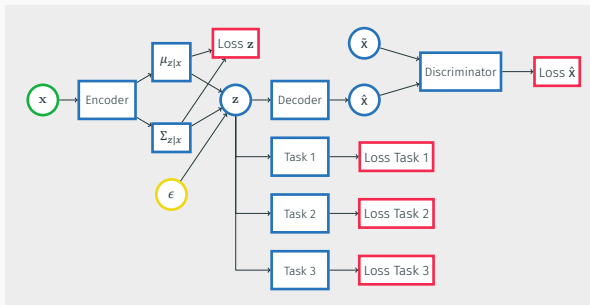 x
Encoder
μz|x
Σz|x
ϵ
Loss z
z
Decoder
x̃
x̂
Discriminator
Loss x̂
Task 1
Loss Task 1
Task 2
Loss Task 2
Task 3
Loss Task 3